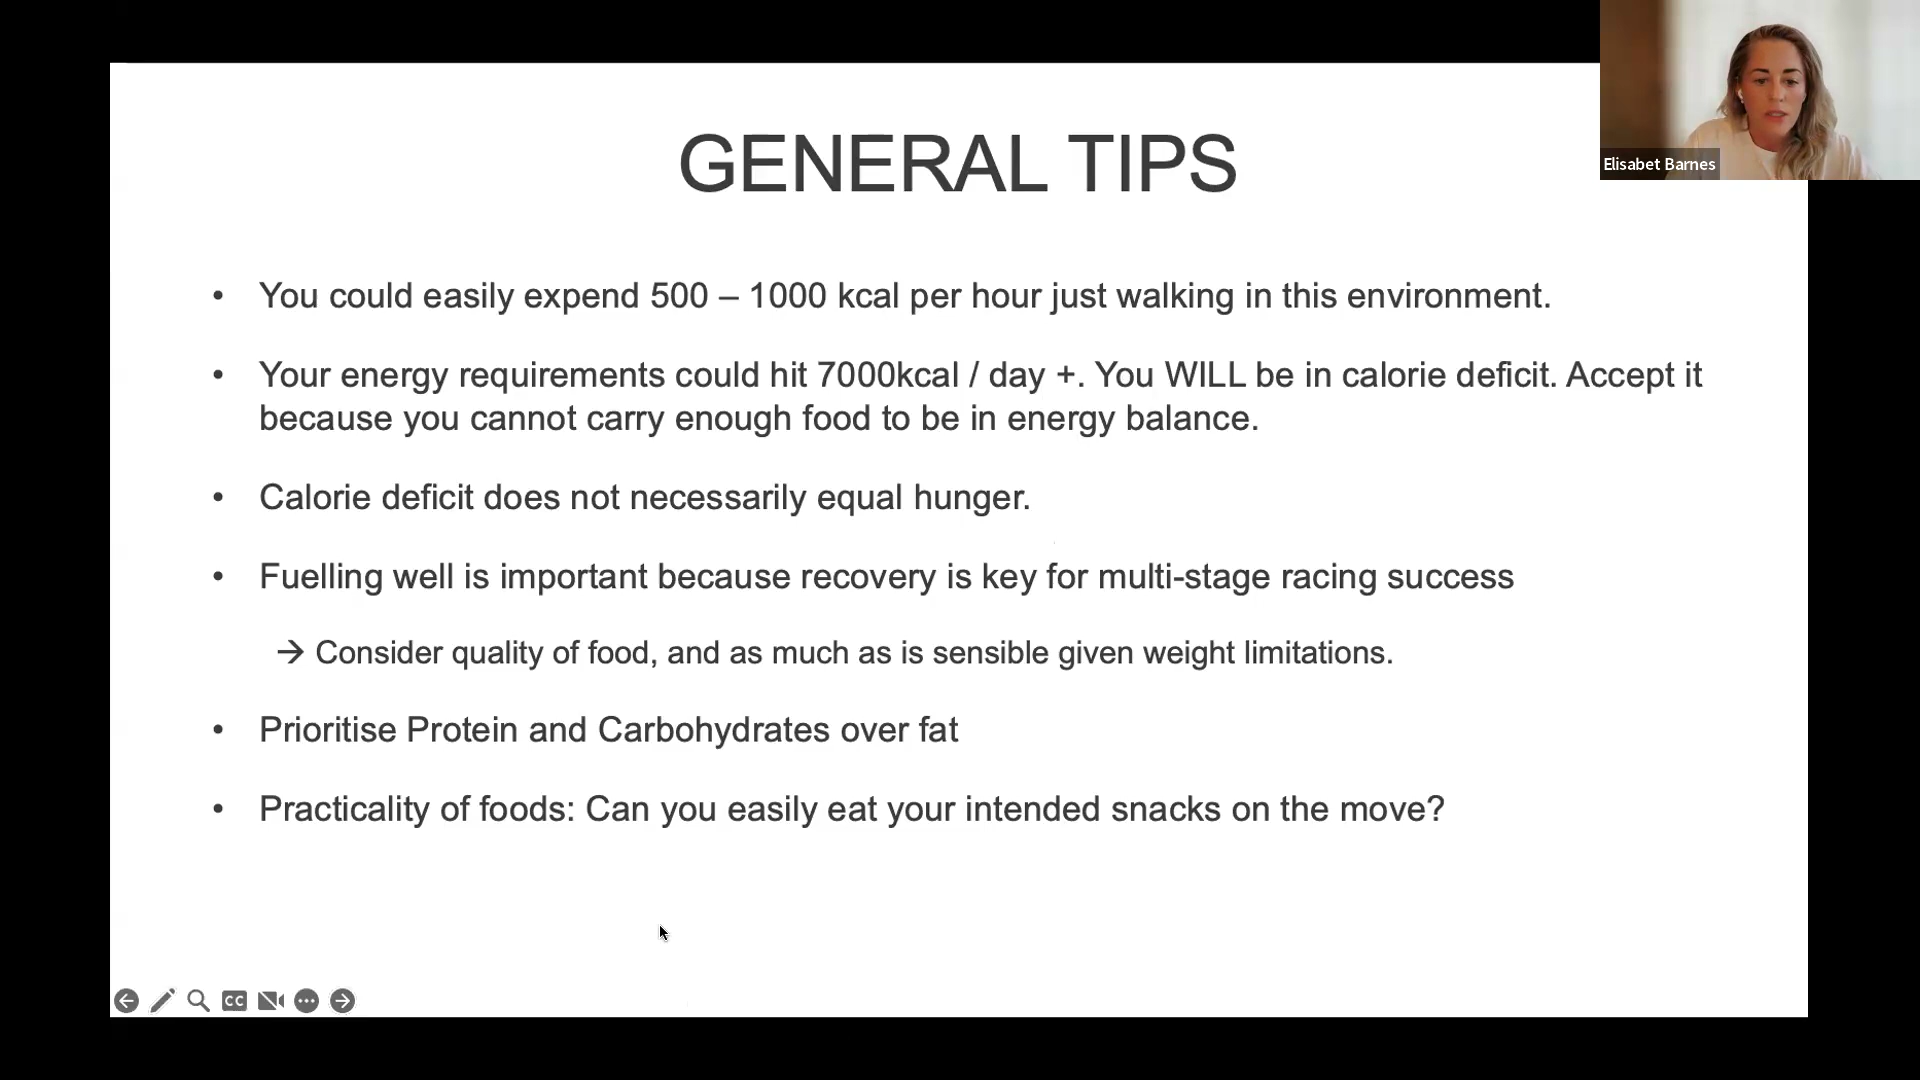 GENERAL TIPS
Elisabet Barnes
• You could easily expend 500 – 1000 kcal per hour just walking in this environment.
• Your energy requirements could hit 7000kcal / day +. You WILL be in calorie deficit. Accept it
because you cannot carry enough food to be in energy balance.
• Calorie deficit does not necessarily equal hunger.
• Fuelling well is important because recovery is key for multi-stage racing success
→ Consider quality of food, and as much as is sensible given weight limitations.
• Prioritise Protein and Carbohydrates over fat
• Practicality of foods: Can you easily eat your intended snacks on the move?
CC